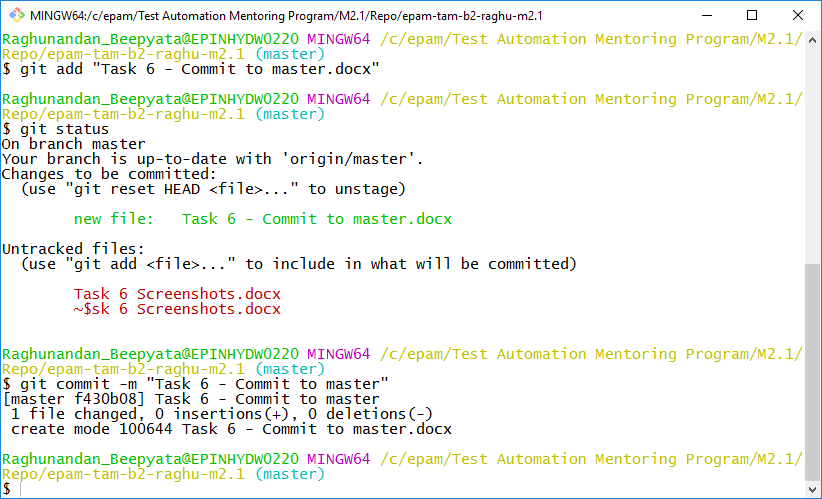 MINGW64:/c/epam/Test Automation Mentoring Program/M2.1/Repo/epam-tam-b2-raghu-m2.1
Raghunandan_Beepyata@EPINHYDW0220 MINGW64 /c/epam/Test Automation Mentoring Program/M2.1/
Repo/epam-tam-b2-raghu-m2.1 (master)
$ git add "Task 6 - Commit to master.docx"
Raghunandan_Beepyata@EPINHYDW0220 MINGW64 /c/epam/Test Automation Mentoring Program/M2.1/
Repo/epam-tam-b2-raghu-m2.1 (master)
$ git status
On branch master
Your branch is up-to-date with 'origin/master'.
Changes to be committed:
  (use "git reset HEAD <file>..." to unstage)
        new file:   Task 6 - Commit to master.docx
Untracked files:
  (use "git add <file>..." to include in what will be committed)
        Task 6 Screenshots.docx
        ~$sk 6 Screenshots.docx
Raghunandan_Beepyata@EPINHYDW0220 MINGW64 /c/epam/Test Automation Mentoring Program/M2.1/
Repo/epam-tam-b2-raghu-m2.1 (master)
$ git commit -m "Task 6 - Commit to master"
[master f430b08] Task 6 - Commit to master
 1 file changed, 0 insertions(+), 0 deletions(-)
 create mode 100644 Task 6 - Commit to master.docx
Raghunandan_Beepyata@EPINHYDW0220 MINGW64 /c/epam/Test Automation Mentoring Program/M2.1/
Repo/epam-tam-b2-raghu-m2.1 (master)
$